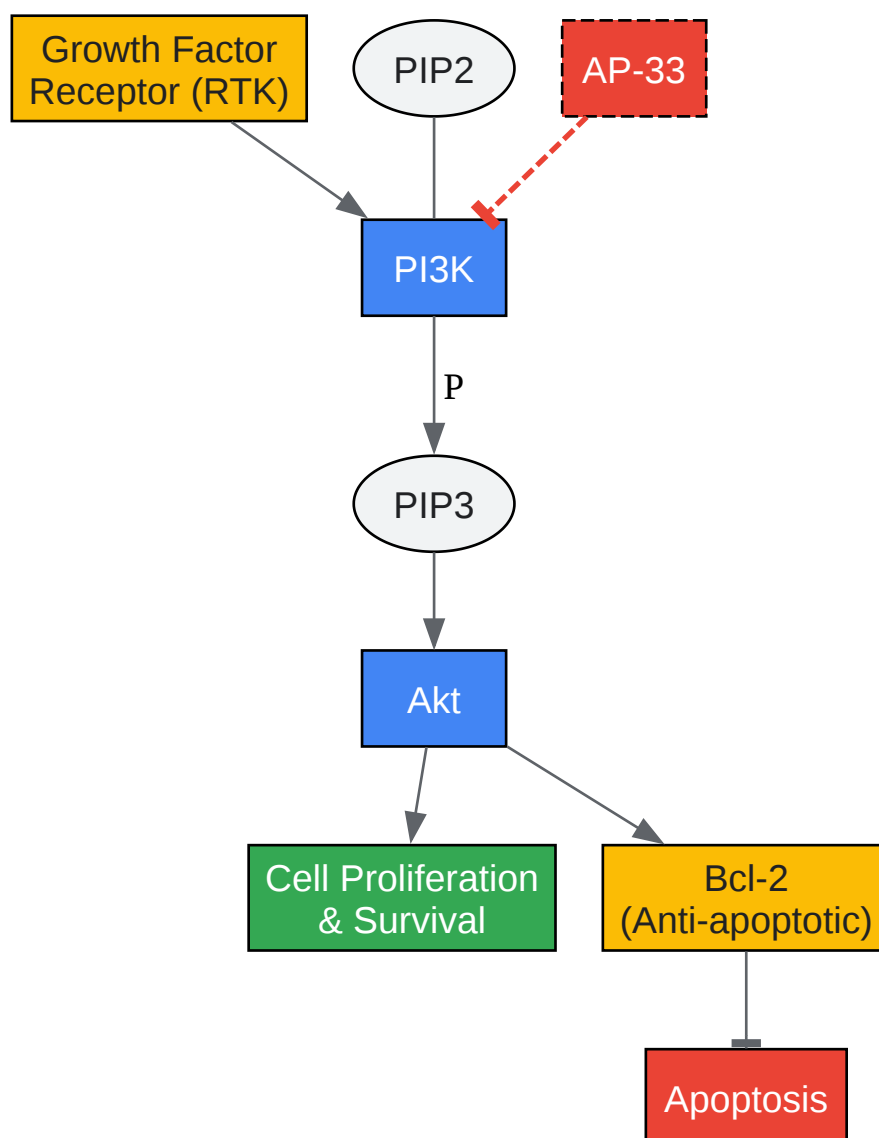 Growth Factor
Receptor (RTK)
PIP2
AP-33
PI3K
P
PIP3
Akt
Cell Proliferation
& Survival
Bcl-2
(Anti-apoptotic)
Apoptosis